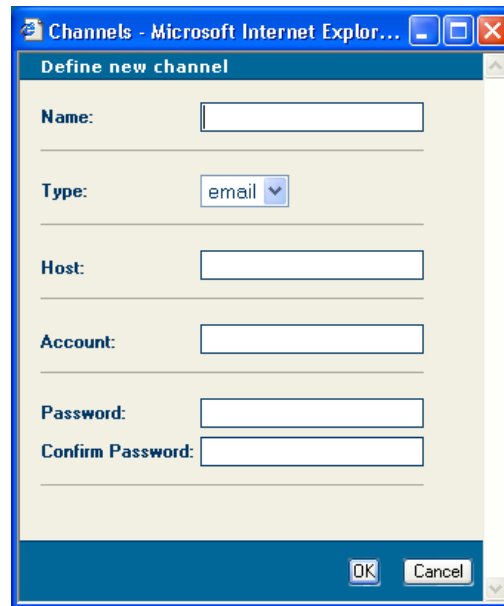 Channels - Microsoft Internet Explor...
Define new channel
Name:
Type: email
Host:
Account:
Password:
Confirm Password:
OK Cancel